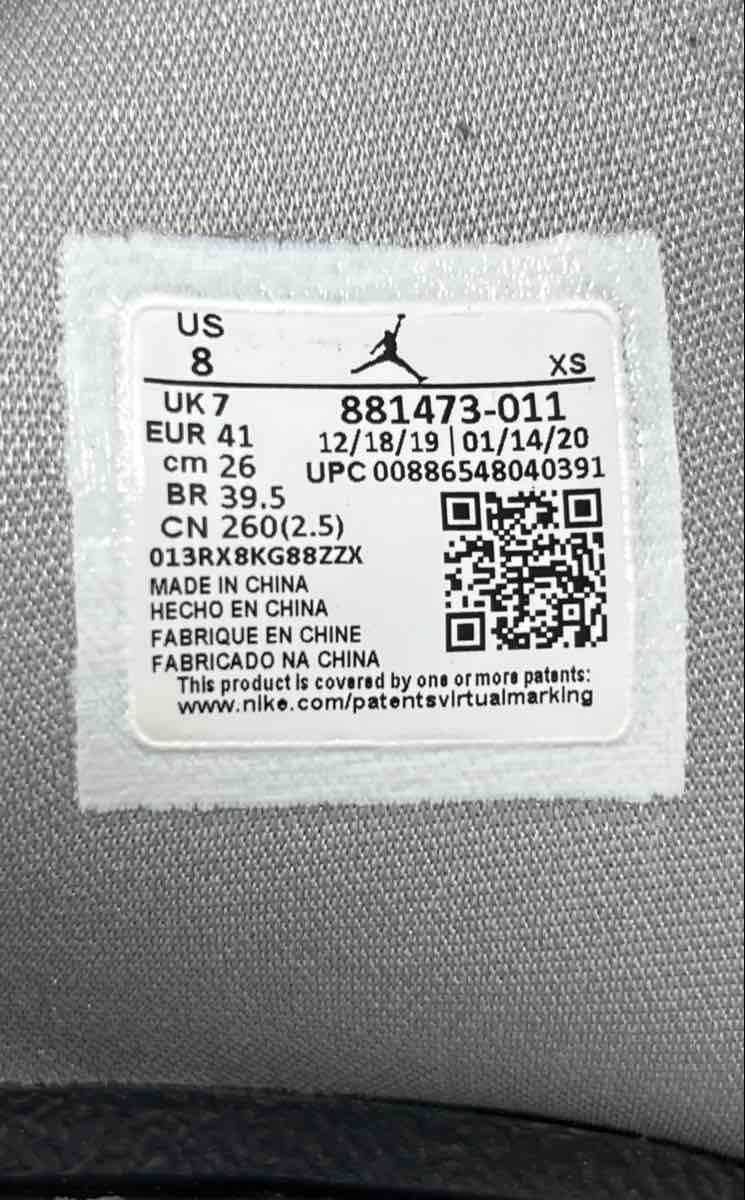 US
8
XS
UK 7
881473-011
EUR 41
12/18/19 | 01/14/20
cm 26
UPC 00886548040391
BR 39.5
CN 260(2.5)
013RX8KG88ZZX
MADE IN CHINA
HECHO EN CHINA
FABRIQUE EN CHINE
FABRICADO NA CHINA
This product is covered by one or more patents:
www.nike.com/patentsvirtualmarking